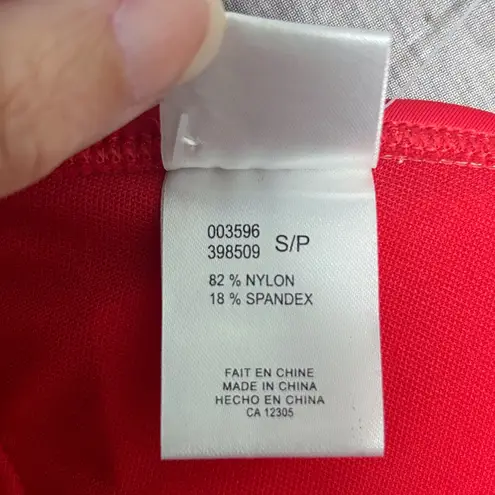 003596
398509 S/P
82 % NYLON
18 % SPANDEX
FAIT EN CHINE
MADE IN CHINA
HECHO EN CHINA
CA 12305